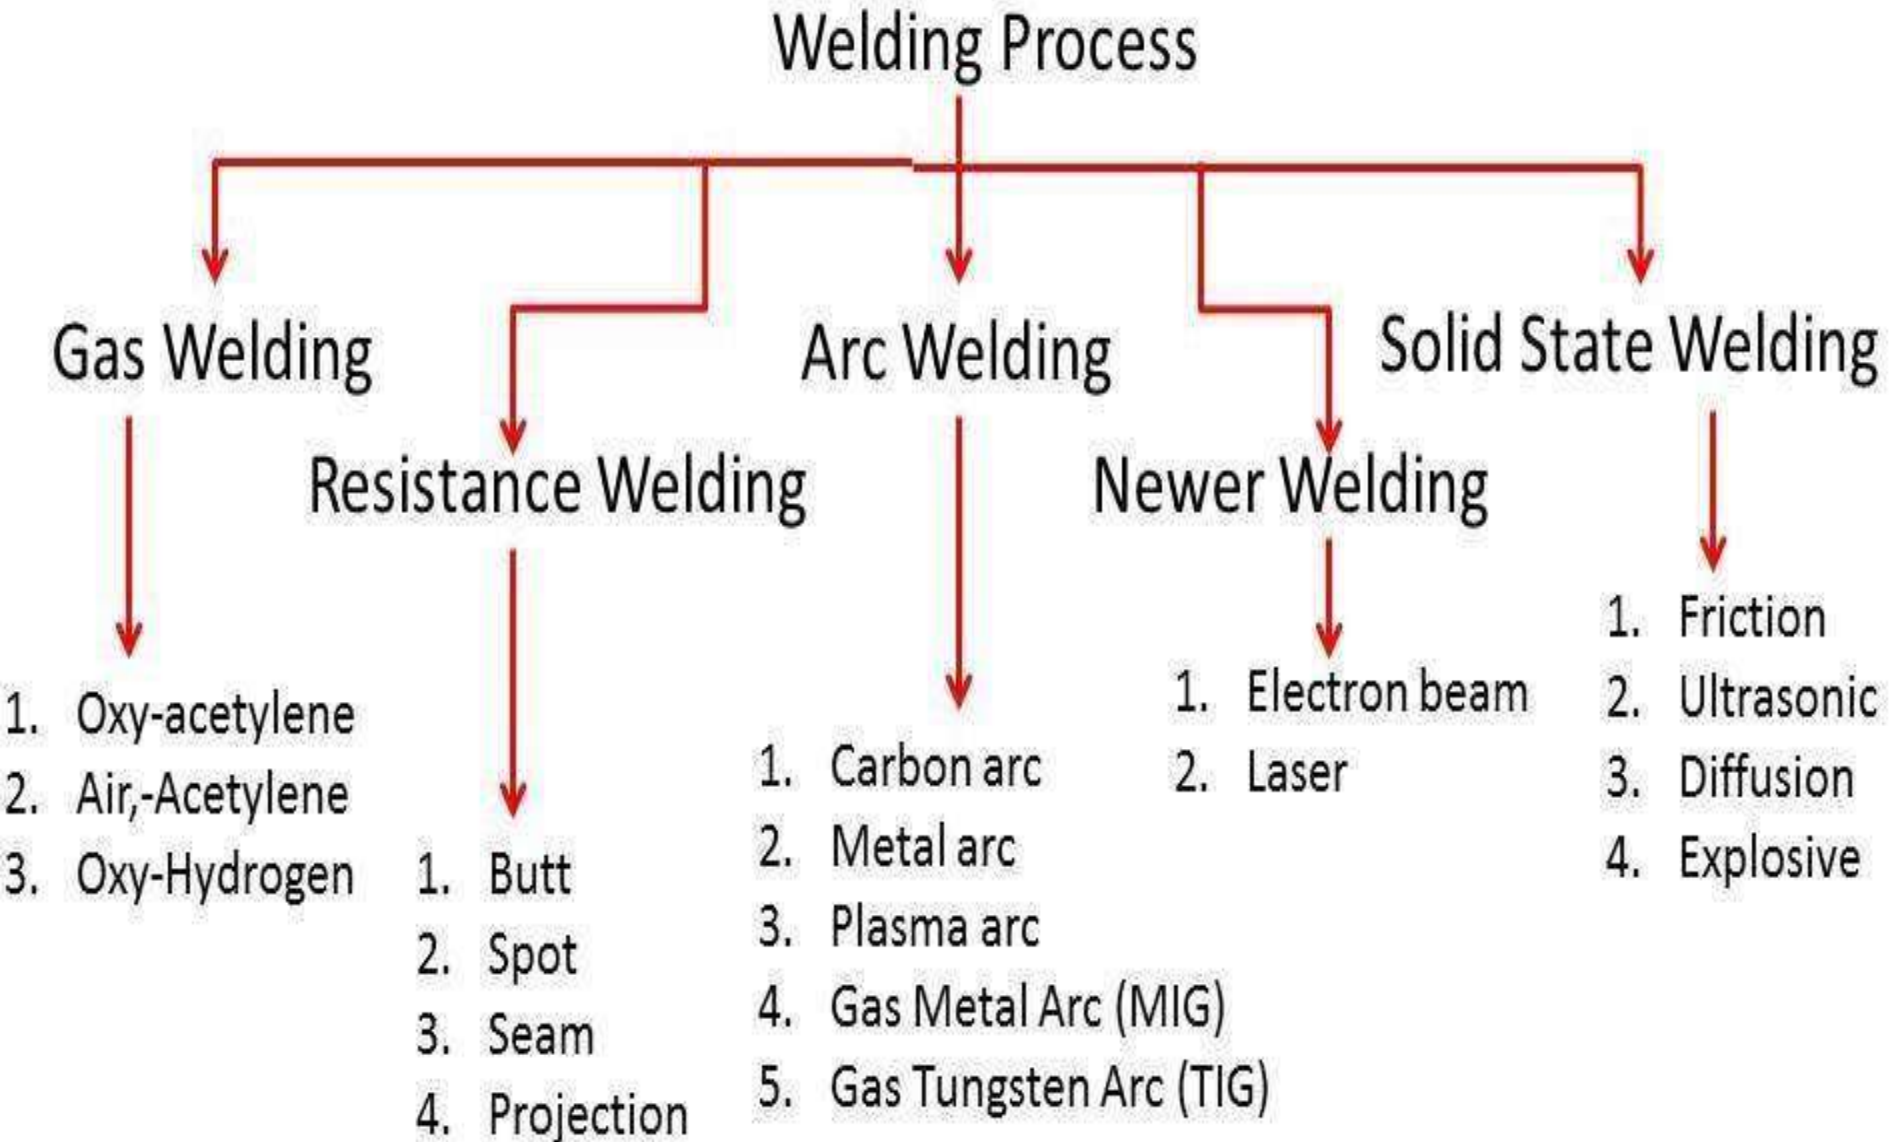 Welding Process
Gas Welding
Arc Welding
Solid State Welding
Resistance Welding
Newer Welding
1. Oxy-acetylene
2. Air,-Acetylene
3. Oxy-Hydrogen
1. Butt
2. Spot
3. Seam
4. Projection
1. Carbon arc
2. Metal arc
3. Plasma arc
4. Gas Metal Arc (MIG)
5. Gas Tungsten Arc (TIG)
1. Electron beam
2. Laser
1. Friction
2. Ultrasonic
3. Diffusion
4. Explosive